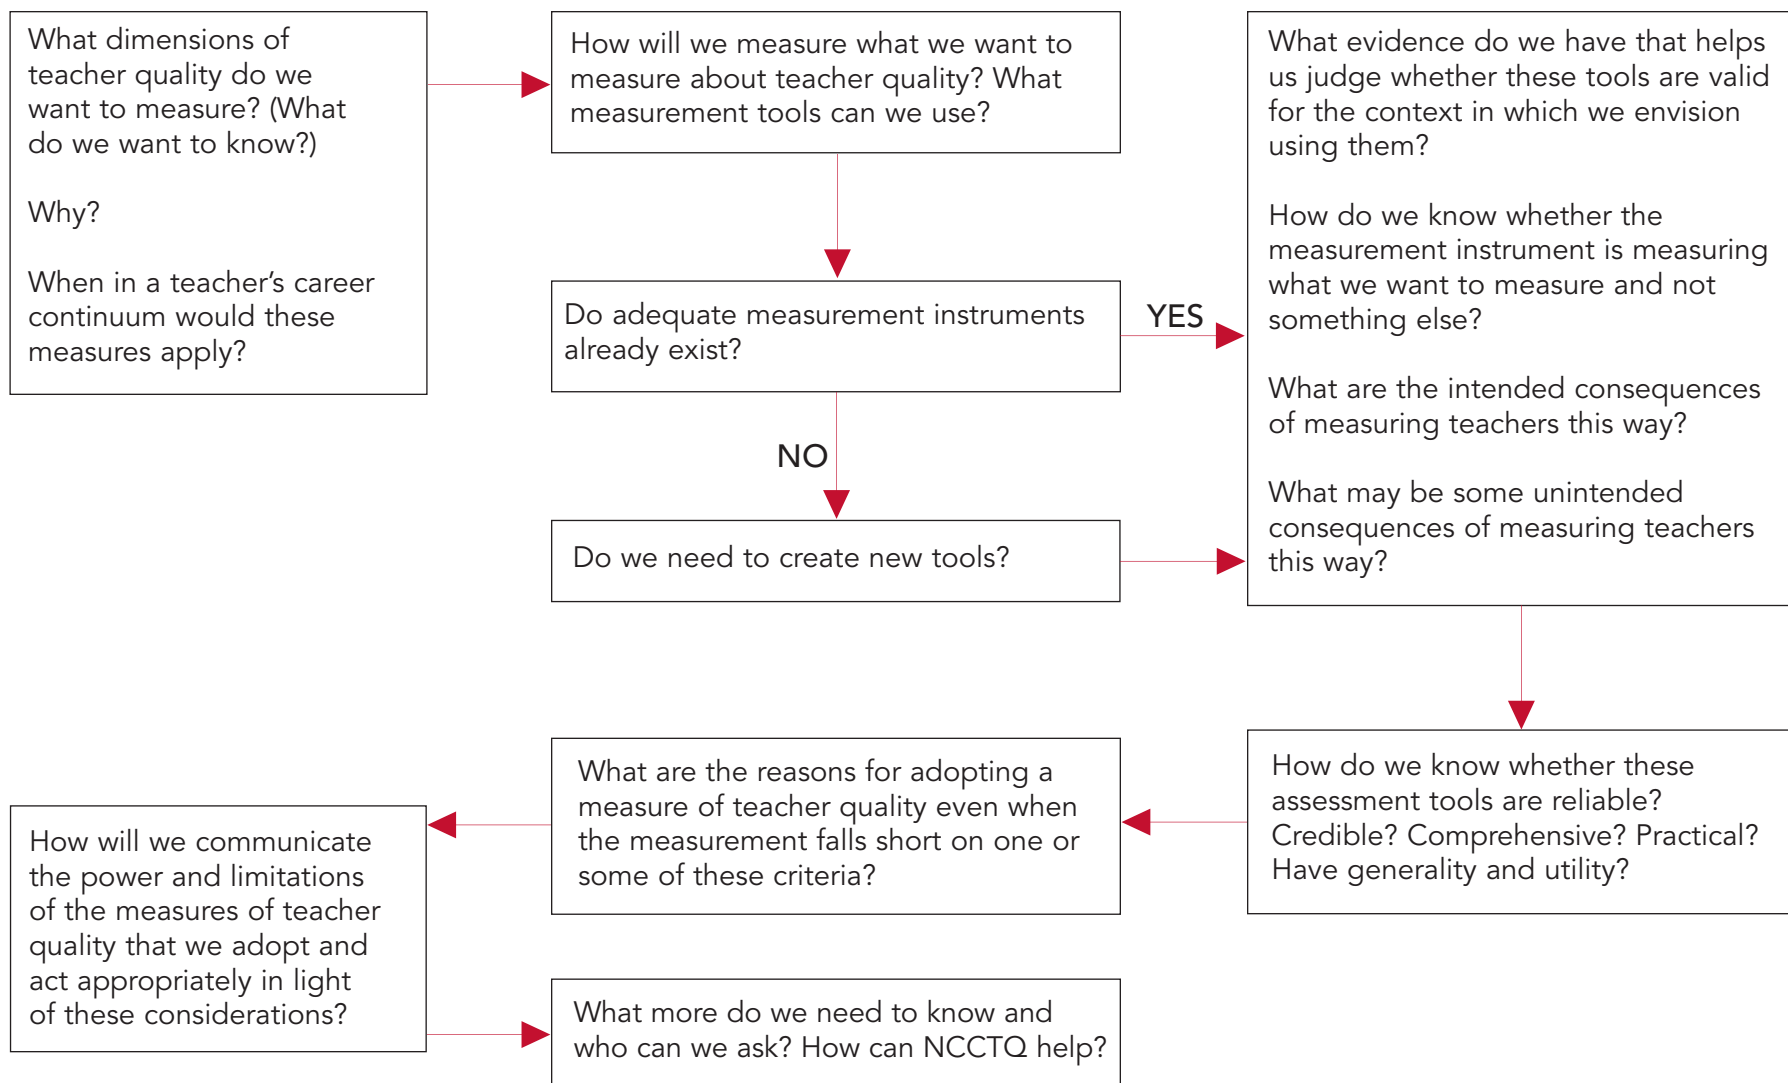 What dimensions of
teacher quality do we
want to measure? (What
do we want to know?)
Why?
When in a teacher’s career
continuum would these
measures apply?
How will we measure what we want to
measure about teacher quality? What
measurement tools can we use?
Do adequate measurement instruments
already exist?
YES
NO
Do we need to create new tools?
What evidence do we have that helps
us judge whether these tools are valid
for the context in which we envision
using them?
How do we know whether the
measurement instrument is measuring
what we want to measure and not
something else?
What are the intended consequences
of measuring teachers this way?
What may be some unintended
consequences of measuring teachers
this way?
How do we know whether these
assessment tools are reliable?
Credible? Comprehensive? Practical?
Have generality and utility?
What are the reasons for adopting a
measure of teacher quality even when
the measurement falls short on one or
some of these criteria?
How will we communicate
the power and limitations
of the measures of teacher
quality that we adopt and
act appropriately in light
of these considerations?
What more do we need to know and
who can we ask? How can NCCTQ help?